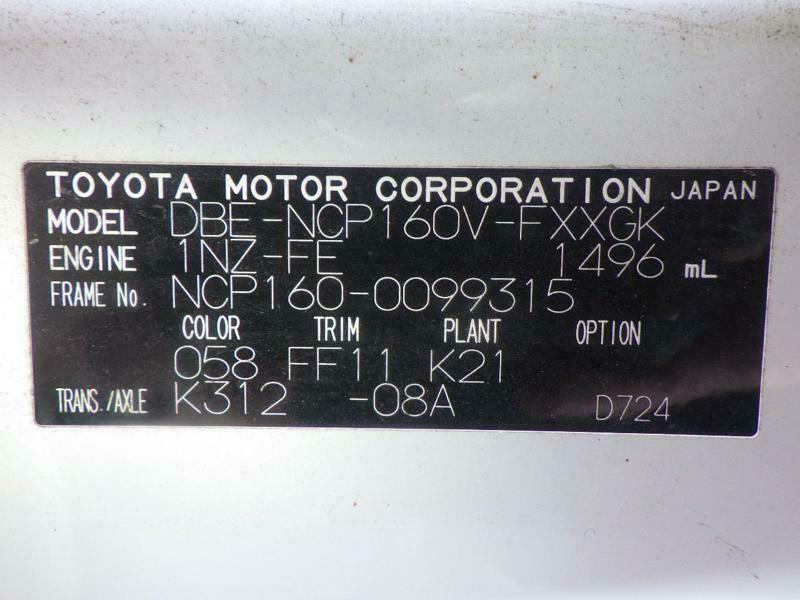 TOYOTA MOTOR CORPORATION JAPAN
MODEL DBE-NCP160V-FXXGK
ENGINE 1NZ-FE 1496 mL
FRAME No. NCP160-0099315
COLOR TRIM PLANT OPTION
058 FF11 K21
TRANS./AXLE K312 -08A D724